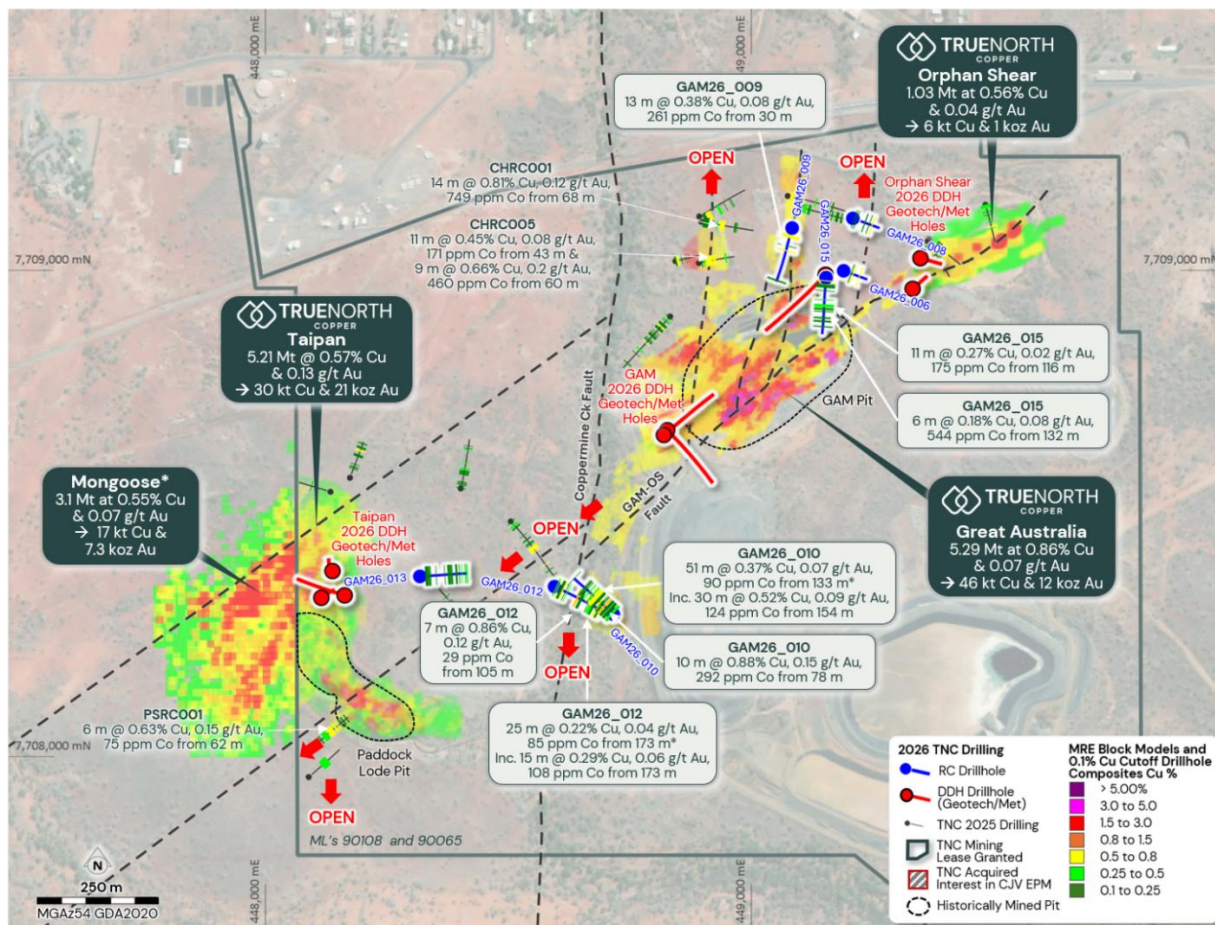 448,000 mE
49,000 mE
TRUENORTH
COPPER
Orphan Shear
1.03 Mt at 0.56% Cu
& 0.04 g/t Au
→ 6 kt Cu & 1 koz Au
GAM26_009
13 m @ 0.38% Cu, 0.08 g/t Au,
261 ppm Co from 30 m
CHRC001
14 m @ 0.81% Cu, 0.12 g/t Au,
749 ppm Co from 68 m
CHRC005
11 m @ 0.45% Cu, 0.08 g/t Au,
171 ppm Co from 43 m &
9 m @ 0.66% Cu, 0.2 g/t Au,
460 ppm Co from 60 m
OPEN
OPEN
Orphan Shear
2026 DDH
Geotech/Met
Holes
GAM26_009
GAM26_015
GAM26_008
GAM26_006
7,709,000 mN
7,709,000 mN
TRUENORTH
COPPER
Taipan
5.21 Mt @ 0.57% Cu
& 0.13 g/t Au
→ 30 kt Cu & 21 koz Au
GAM26_015
11 m @ 0.27% Cu, 0.02 g/t Au,
175 ppm Co from 116 m
GAM26_015
6 m @ 0.18% Cu, 0.08 g/t Au,
544 ppm Co from 132 m
GAM
2026 DDH
Geotech/Met
Holes
GAM Pit
Coppermine Ck Fault
GAM-OS
Fault
Mongoose*
3.1 Mt at 0.55% Cu
& 0.07 g/t Au
→ 17 kt Cu &
7.3 koz Au
TRUENORTH
COPPER
Great Australia
5.29 Mt at 0.86% Cu
& 0.07 g/t Au
→ 46 kt Cu & 12 koz Au
Taipan
2026 DDH
Geotech/Met
Holes
OPEN
GAM26_013
GAM26_012
GAM26_010
GAM26_010
51 m @ 0.37% Cu, 0.07 g/t Au,
90 ppm Co from 133 m*
Inc. 30 m @ 0.52% Cu, 0.09 g/t Au,
124 ppm Co from 154 m
GAM26_012
7 m @ 0.86% Cu,
0.12 g/t Au,
29 ppm Co
from 105 m
OPEN
GAM26_010
10 m @ 0.88% Cu, 0.15 g/t Au,
292 ppm Co from 78 m
GAM26_012
25 m @ 0.22% Cu, 0.04 g/t Au,
85 ppm Co from 173 m*
Inc. 15 m @ 0.29% Cu, 0.06 g/t Au,
108 ppm Co from 173 m
PSRC001
6 m @ 0.63% Cu, 0.15 g/t Au,
75 ppm Co from 62 m
7,708,000 mN
Paddock
Lode Pit
OPEN
ML's 90108 and 90065
N
250 m
MGAz54 GDA2020
448,000 mE
449,000 mE
2026 TNC Drilling
RC Drillhole
DDH Drillhole
(Geotech/Met)
TNC 2025 Drilling
TNC Mining
Lease Granted
TNC Acquired
Interest in CJV EPM
Historically Mined Pit
MRE Block Models and
0.1% Cu Cutoff Drillhole
Composites Cu %
> 5.00%
3.0 to 5.0
1.5 to 3.0
0.8 to 1.5
0.5 to 0.8
0.25 to 0.5
0.1 to 0.25